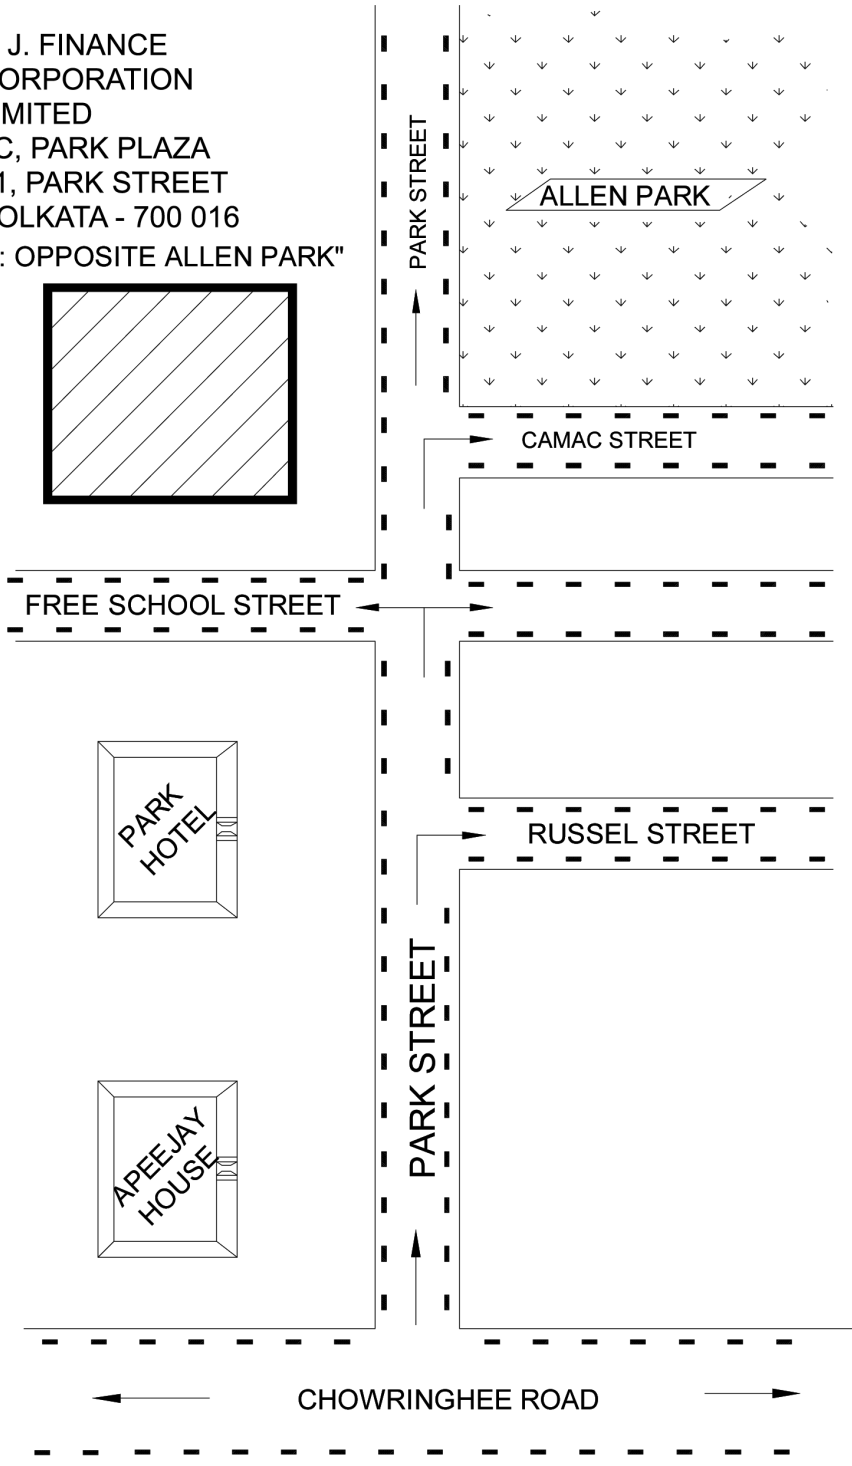 J. FINANCE
ORPORATION
MITED
C, PARK PLAZA
1, PARK STREET
OLKATA - 700 016
: OPPOSITE ALLEN PARK"
PARK STREET
ALLEN PARK
CAMAC STREET
FREE SCHOOL STREET
PARK
HOTEL
RUSSEL STREET
PARK STREET
APEEJAY
HOUSE
CHOWRINGHEE ROAD